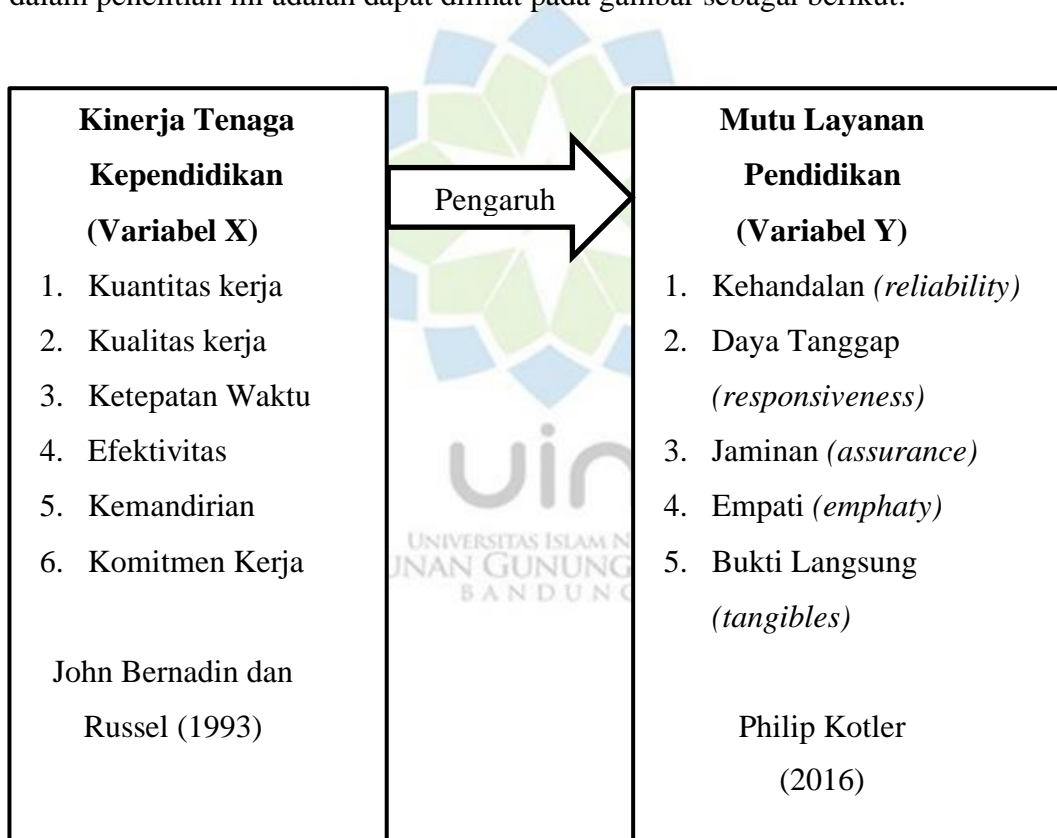 dalam penelitian ini adalah dapat dilihat pada gambar sebagai berikut:
Kinerja Tenaga
Kependidikan
(Variabel X)
1. Kuantitas kerja
2. Kualitas kerja
3. Ketepatan Waktu
4. Efektivitas
5. Kemandirian
6. Komitmen Kerja
John Bernadin dan
Russel (1993)
Pengaruh
Mutu Layanan
Pendidikan
(Variabel Y)
1. Kehandalan (reliability)
2. Daya Tanggap
(responsiveness)
3. Jaminan (assurance)
4. Empati (emphaty)
5. Bukti Langsung
(tangibles)
Philip Kotler
(2016)
UNIVERSITAS ISLAM
GUNUNG